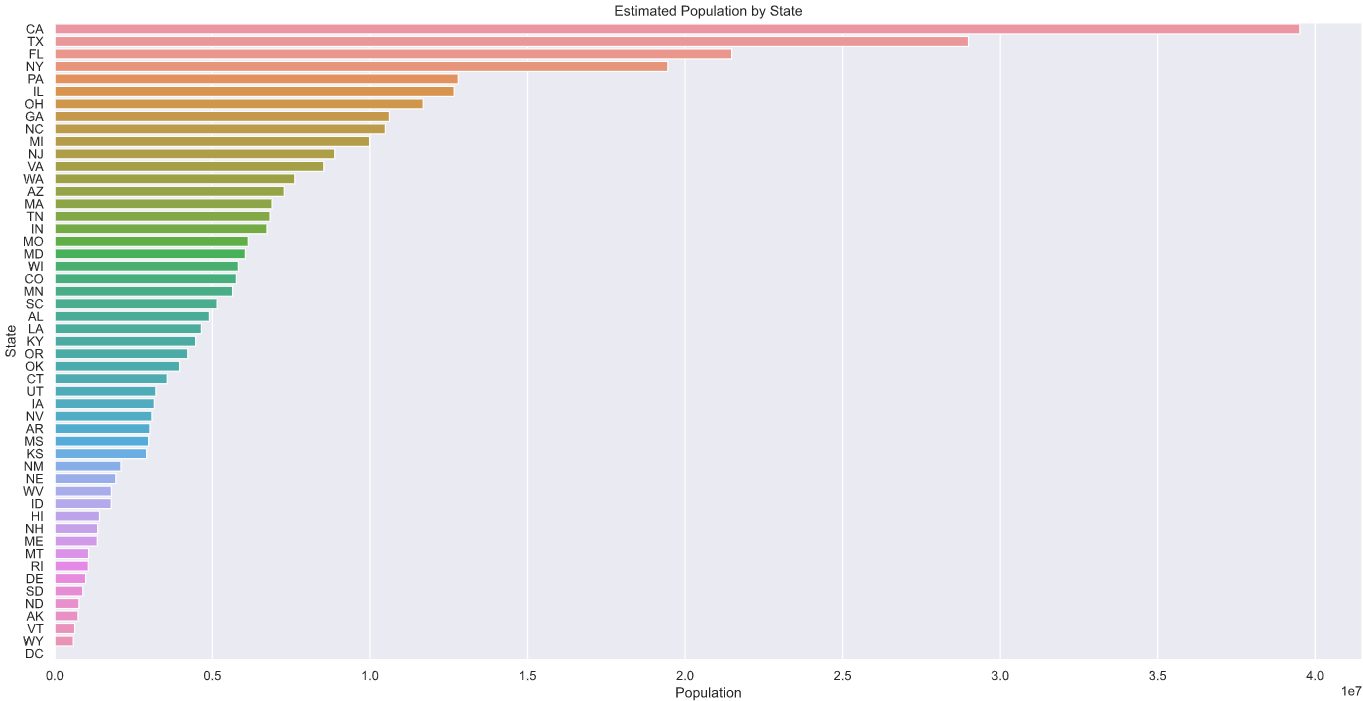 Estimated Population by State
CA
TX
FL
NY
PA
IL
OH
GA
NC
MI
NJ
VA
WA
AZ
MA
TN
IN
MO
MD
WI
CO
MN
SC
AL
LA
KY
OR
OK
CT
UT
IA
NV
AR
MS
KS
NM
NE
WV
ID
HI
NH
ME
MT
RI
DE
SD
ND
AK
VT
WY
DC
State
0.0 0.5 1.0 1.5 2.0 2.5 3.0 3.5 4.0
Population
1e7